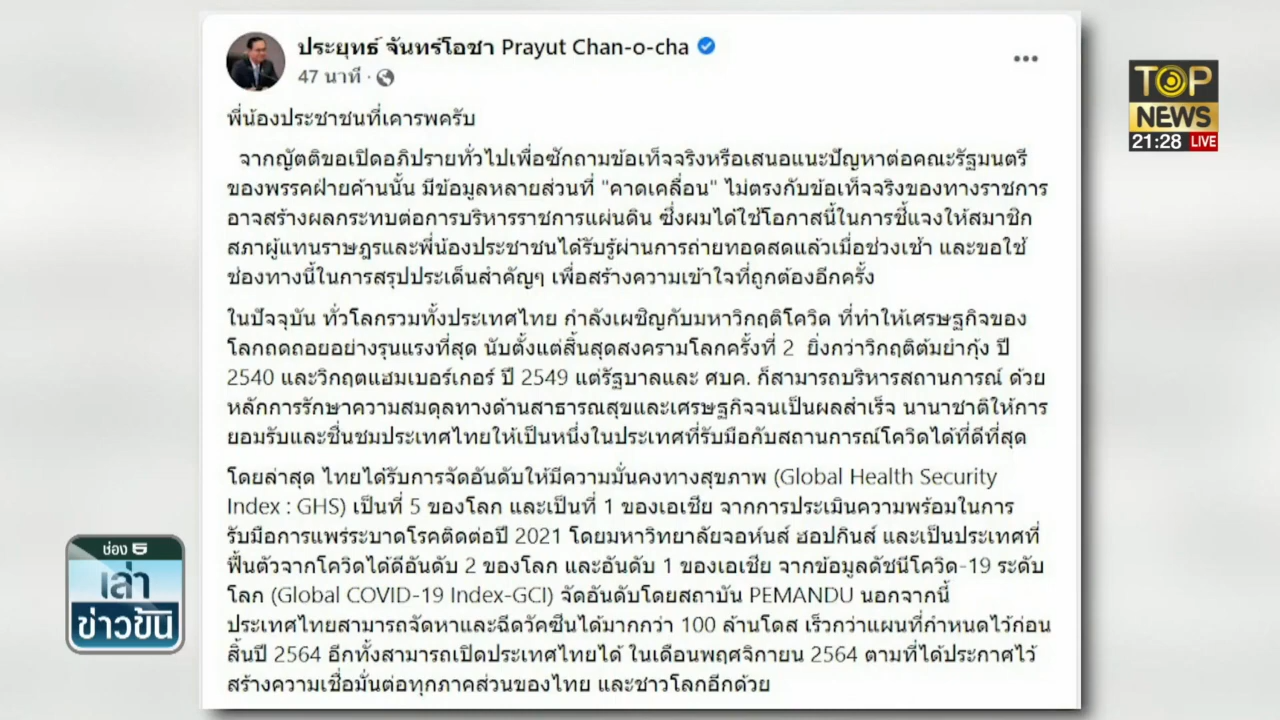 ประยุทธ์ จันทร์โอชา Prayut Chan-o-cha
47 นาที ·
พี่น้องประชาชนที่เคารพครับ
จากญัตติขอเปิดอภิปรายทั่วไปเพื่อซักถามข้อเท็จจริงหรือเสนอแนะปัญหาต่อคณะรัฐมนตรี
ของพรรคฝ่ายค้านนั้น มีข้อมูลหลายส่วนที่ "คาดเคลื่อน" ไม่ตรงกับข้อเท็จจริงของทางราชการ
อาจสร้างผลกระทบต่อการบริหารราชการแผ่นดิน ซึ่งผมได้ใช้โอกาสนี้ในการชี้แจงให้สมาชิก
สภาผู้แทนราษฎรและพี่น้องประชาชนได้รับรู้ผ่านการถ่ายทอดสดแล้วเมื่อช่วงเช้า และขอใช้
ช่องทางนี้ในการสรุปประเด็นสำคัญๆ เพื่อสร้างความเข้าใจที่ถูกต้องอีกครั้ง
ในปัจจุบัน ทั่วโลกรวมทั้งประเทศไทย กำลังเผชิญกับมหาวิกฤติโควิด ที่ทำให้เศรษฐกิจของ
โลกถดถอยอย่างรุนแรงที่สุด นับตั้งแต่สิ้นสุดสงครามโลกครั้งที่ 2 ยิ่งกว่าวิกฤติต้มยำกุ้ง ปี
2540 และวิกฤตแฮมเบอร์เกอร์ ปี 2549 แต่รัฐบาลและ ศบค. ก็สามารถบริหารสถานการณ์ ด้วย
หลักการรักษาความสมดุลทางด้านสาธารณสุขและเศรษฐกิจจนเป็นผลสำเร็จ นานาชาติให้การ
ยอมรับและชื่นชมประเทศไทยให้เป็นหนึ่งในประเทศที่รับมือกับสถานการณ์โควิดได้ที่ดีที่สุด
โดยล่าสุด ไทยได้รับการจัดอันดับให้มีความมั่นคงทางสุขภาพ (Global Health Security
Index : GHS) เป็นที่ 5 ของโลก และเป็นที่ 1 ของเอเชีย จากการประเมินความพร้อมในการ
รับมือการแพร่ระบาดโรคติดต่อปี 2021 โดยมหาวิทยาลัยจอห์นส์ ฮอปกินส์ และเป็นประเทศที่
ฟื้นตัวจากโควิดได้ดีอันดับ 2 ของโลก และอันดับ 1 ของเอเชีย จากข้อมูลดัชนีโควิด-19 ระดับ
โลก (Global COVID-19 Index-GCI) จัดอันดับโดยสถาบัน PEMANDU นอกจากนี้
ประเทศไทยสามารถจัดหาและฉีดวัคซีนได้มากกว่า 100 ล้านโดส เร็วกว่าแผนที่กำหนดไว้ก่อน
สิ้นปี 2564 อีกทั้งสามารถเปิดประเทศไทยได้ ในเดือนพฤศจิกายน 2564 ตามที่ได้ประกาศไว้
สร้างความเชื่อมั่นต่อทุกภาคส่วนของไทย และชาวโลกอีกด้วย
TOP
NEWS
21:28 LIVE
ช่อง 5
เล่า
ข่าวข้น